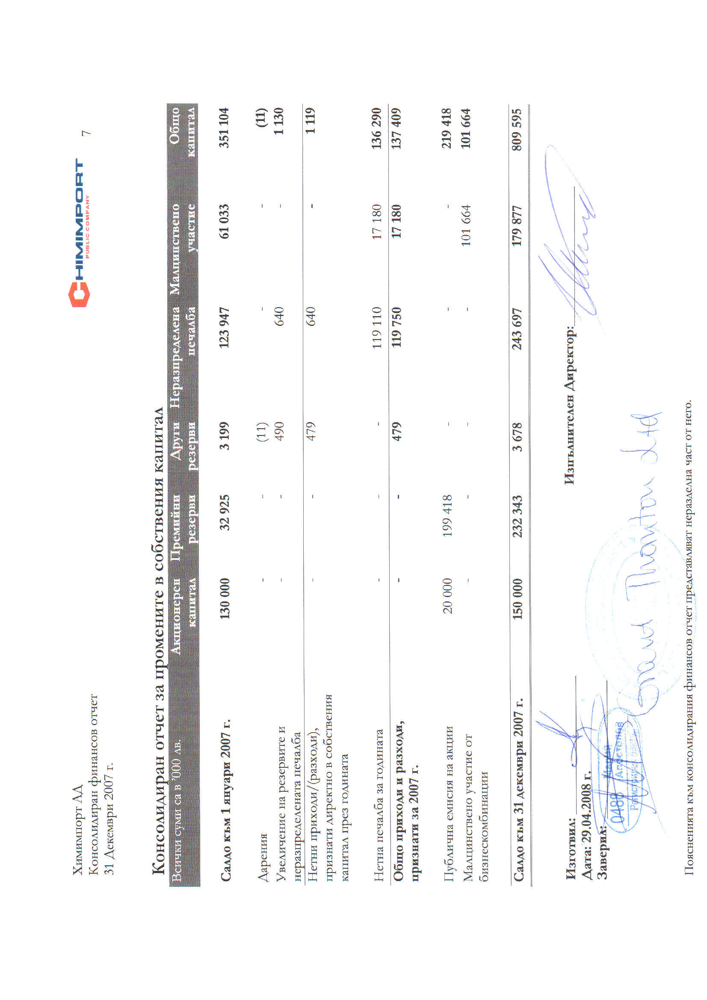 Химимпорт АД
Консолидиран финансов отчет
31 Декември 2007 г.
CHIMIMPORT
PUBLIC COMPANY
7
Консолидиран отчет за промените в собствения капитал
Всички суми са в '000 лв. Акционерен капитал Премийни резерви Други резерви Неразпределена печалба Малцинствено участие Общо капитал
Салдо към 1 януари 2007 г. 130 000 32 925 3 199 123 947 61 033 351 104
Дарения - - (11) - - (11)
Увеличение на резервите и
неразпределената печалба - - 490 640 - 1 130
Нетни приходи/(разходи),
признати директно в собствения
капитал през годината - - 479 640 - 1 119
Нетна печалба за годината - - - 119 110 17 180 136 290
Общо приходи и разходи,
признати за 2007 г. - - 479 119 750 17 180 137 409
Публична емисия на акции 20 000 199 418 - - - 219 418
Малцинствено участие от
бизнескомбинации - - - - 101 664 101 664
Салдо към 31 декември 2007 г. 150 000 232 343 3 678 243 697 179 877 809 595
Изготвил:
Изпълнителен Директор:
Дата: 29.04.2008 г.
Заверил:
0488 Марий Апостолов
Регистриран одитор
Grant Thornton Ltd
Поясненията към консолидирания финансов отчет представляват неразделна част от него.